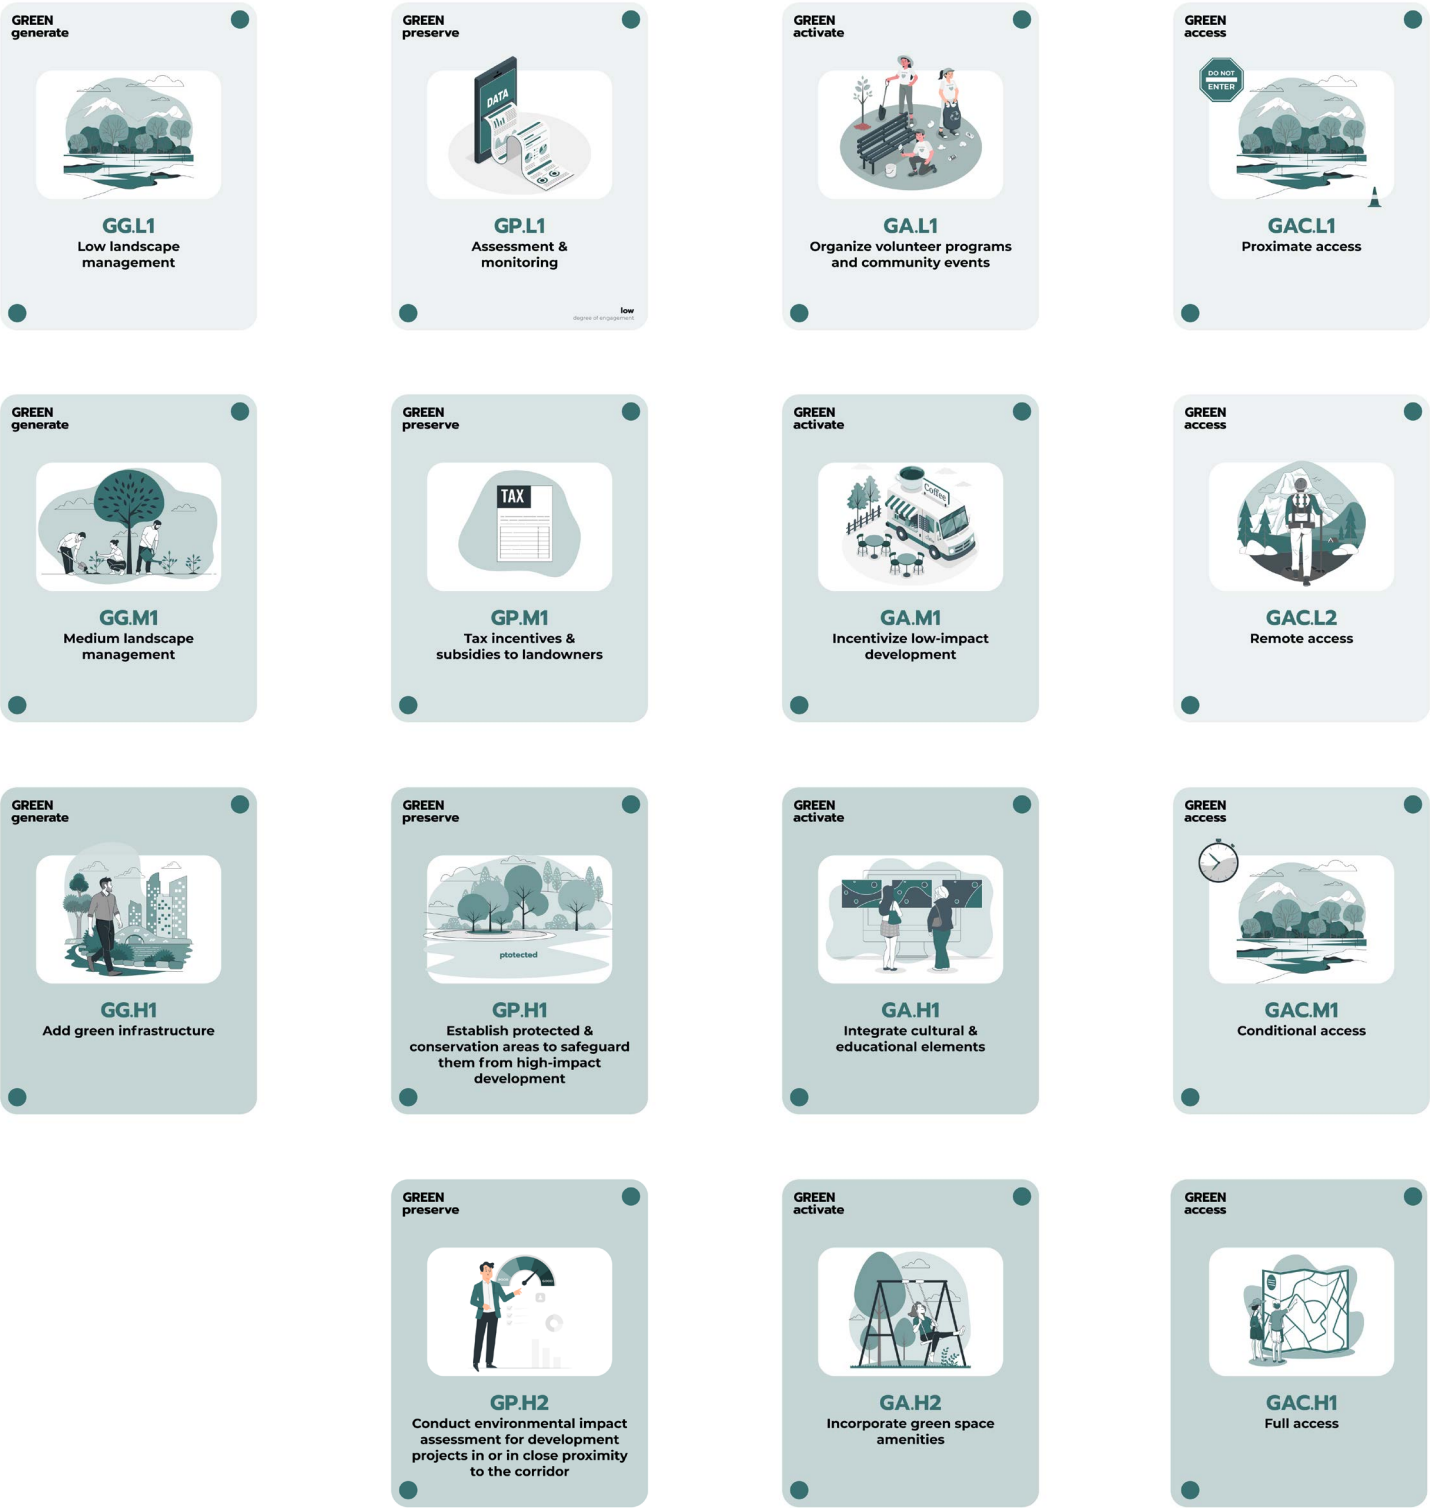 GREEN
generate
GG.L1
Low landscape
management
GREEN
preserve
DATA
GP.L1
Assessment &
monitoring
low
degree of engagement
GREEN
activate
GA.L1
Organize volunteer programs
and community events
GREEN
access
DO NOT
ENTER
GAC.L1
Proximate access
GREEN
generate
GG.M1
Medium landscape
management
GREEN
preserve
TAX
GP.M1
Tax incentives &
subsidies to landowners
GREEN
activate
Coffee
GA.M1
Incentivize low-impact
development
GREEN
access
GAC.L2
Remote access
GREEN
generate
GG.H1
Add green infrastructure
GREEN
preserve
ptotected
GP.H1
Establish protected &
conservation areas to safeguard
them from high-impact
development
GREEN
activate
GA.H1
Integrate cultural &
educational elements
GREEN
access
GAC.M1
Conditional access
GREEN
preserve
GP.H2
Conduct environmental impact
assessment for development
projects in or in close proximity
to the corridor
GREEN
activate
GA.H2
Incorporate green space
amenities
GREEN
access
GAC.H1
Full access